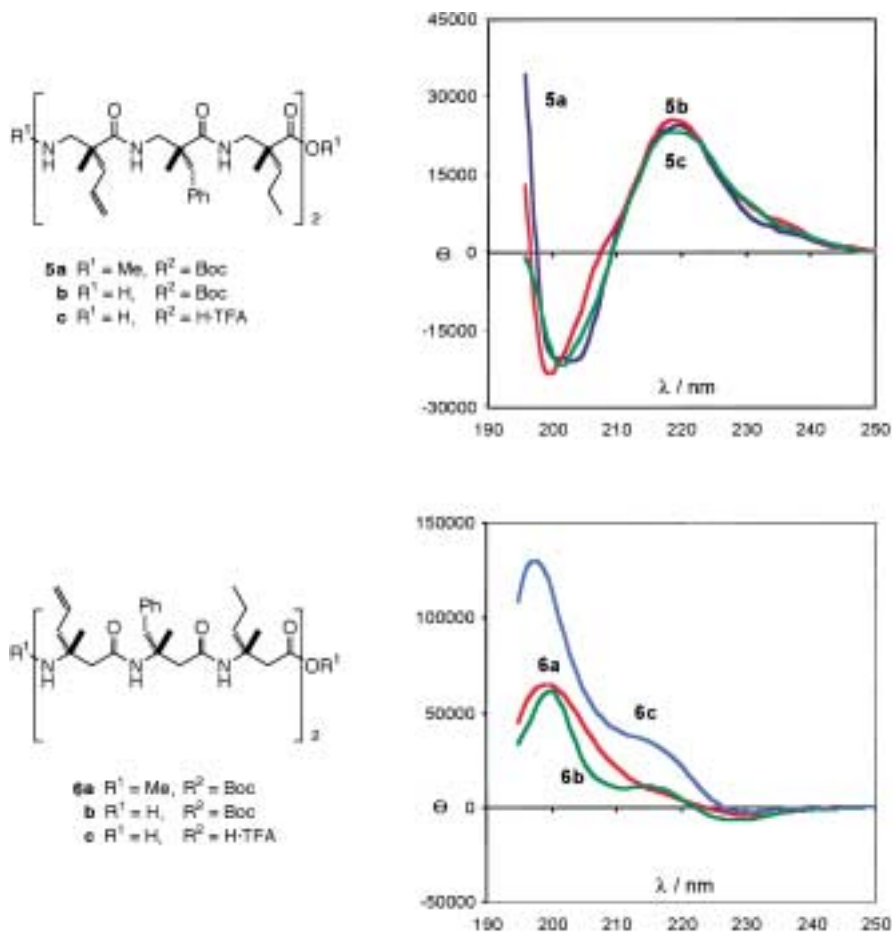 45000
30000
15000
Θ 0
-15000
-30000
190 200 210 220 230 240 250
λ / nm
5a
5b
5c
R¹
N
H
O
N
H
O
N
H
O
OR¹
Ph
2
5a R¹ = Me, R² = Boc
b R¹ = H, R² = Boc
c R¹ = H, R² = H·TFA
150000
100000
50000
Θ 0
-50000
190 200 210 220 230 240 250
λ / nm
6a
6c
6b
R¹
N
H
Ph
O
N
H
O
N
H
O
OR¹
2
6a R¹ = Me, R² = Boc
b R¹ = H, R² = Boc
c R¹ = H, R² = H·TFA